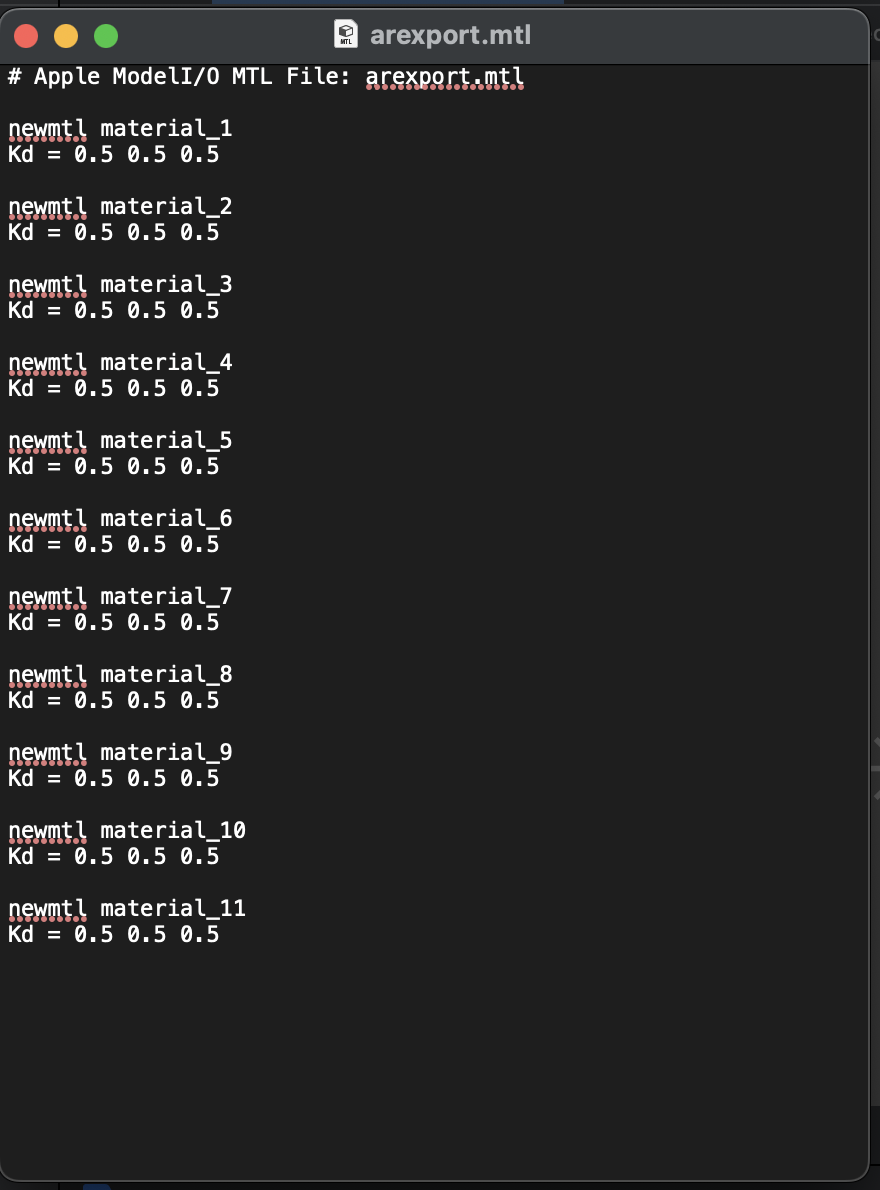 MTL
arexport.mtl
# Apple ModelI/O MTL File: arexport.mtl
newmtl material_1
Kd = 0.5 0.5 0.5
newmtl material_2
Kd = 0.5 0.5 0.5
newmtl material_3
Kd = 0.5 0.5 0.5
newmtl material_4
Kd = 0.5 0.5 0.5
newmtl material_5
Kd = 0.5 0.5 0.5
newmtl material_6
Kd = 0.5 0.5 0.5
newmtl material_7
Kd = 0.5 0.5 0.5
newmtl material_8
Kd = 0.5 0.5 0.5
newmtl material_9
Kd = 0.5 0.5 0.5
newmtl material_10
Kd = 0.5 0.5 0.5
newmtl material_11
Kd = 0.5 0.5 0.5